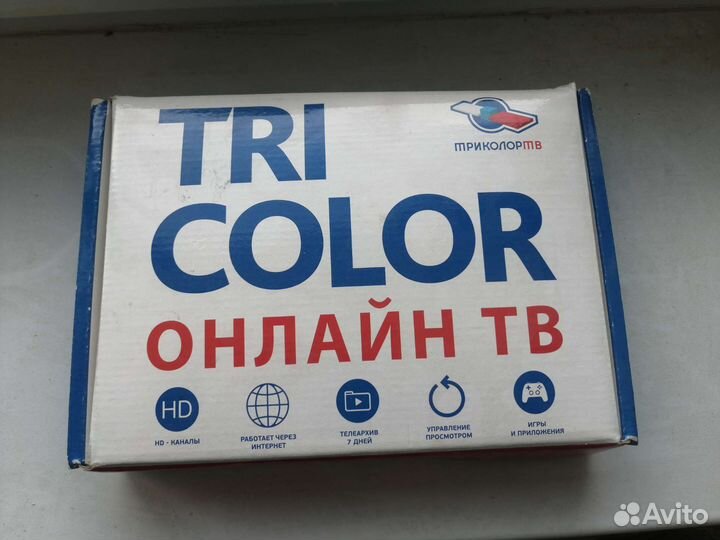 TRI
COLOR
ТРИКОЛОРТВ
ОНЛАЙН ТВ
HD
HD - КАНАЛЫ
РАБОТАЕТ ЧЕРЕЗ
ИНТЕРНЕТ
ТЕЛЕАРХИВ
7 ДНЕЙ
УПРАВЛЕНИЕ
ПРОСМОТРОМ
ИГРЫ
И ПРИЛОЖЕНИЯ
Avito